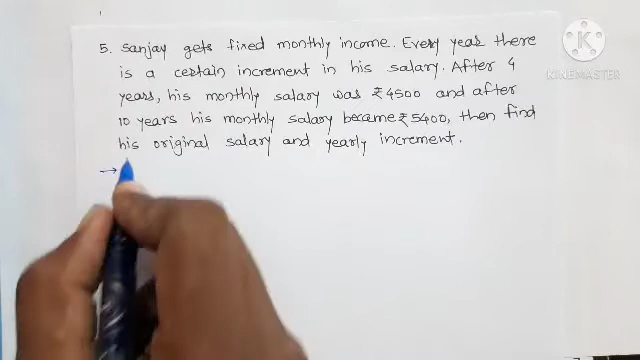 5. Sanjay gets fixed monthly income. Every year there
is a certain increment in his salary. After 4
years, his monthly salary was ₹4500 and after
10 years his monthly salary became ₹5400, then find
his original salary and yearly increment.
→
KINEMASTER